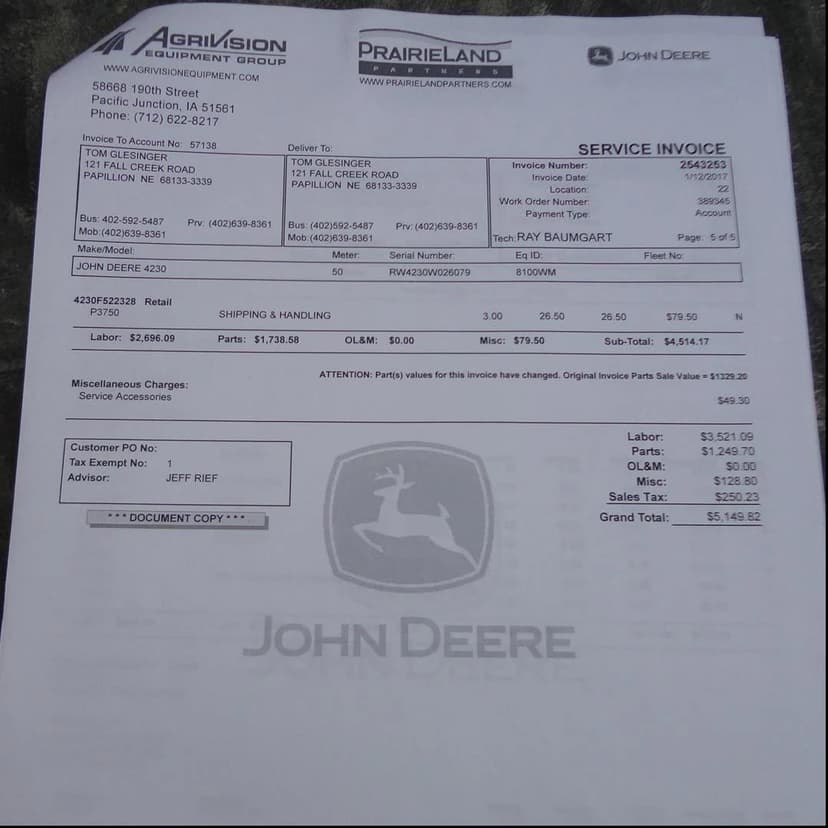 AGRIVISION
EQUIPMENT GROUP
WWW.AGRIVISIONEQUIPMENT.COM
PRAIRIELAND
PARTNERS
WWW.PRAIRIELANDPARTNERS.COM
JOHN DEERE
58668 190th Street
Pacific Junction, IA 51561
Phone: (712) 622-8217
SERVICE INVOICE
Invoice To Account No: 57138
TOM GLESINGER
121 FALL CREEK ROAD
PAPILLION NE 68133-3339
Bus: 402-592-5487 Prv: (402)639-8361
Mob:(402)639-8361
Deliver To:
TOM GLESINGER
121 FALL CREEK ROAD
PAPILLION NE 68133-3339
Bus: (402)592-5487 Prv: (402)639-8361
Mob:(402)639-8361
Invoice Number: 2543253
Invoice Date: 1/12/2017
Location: 22
Work Order Number: 389345
Payment Type: Account
Tech: RAY BAUMGART Page: 5 of 5
Make/Model: Meter: Serial Number: Eq ID: Fleet No:
JOHN DEERE 4230 50 RW4230W026079 8100WM
4230F522328 Retail
P3750 SHIPPING & HANDLING 3.00 26.50 26.50 $79.50 N
Labor: $2,696.09 Parts: $1,738.58 OL&M: $0.00 Misc: $79.50 Sub-Total: $4,514.17
ATTENTION: Part(s) values for this invoice have changed. Original Invoice Parts Sale Value = $1329.20
Miscellaneous Charges:
Service Accessories $49.30
Customer PO No:
Tax Exempt No: 1
Advisor: JEFF RIEF
*** DOCUMENT COPY ***
Labor: $3,521.09
Parts: $1,249.70
OL&M: $0.00
Misc: $128.80
Sales Tax: $250.23
Grand Total: $5,149.82
JOHN DEERE